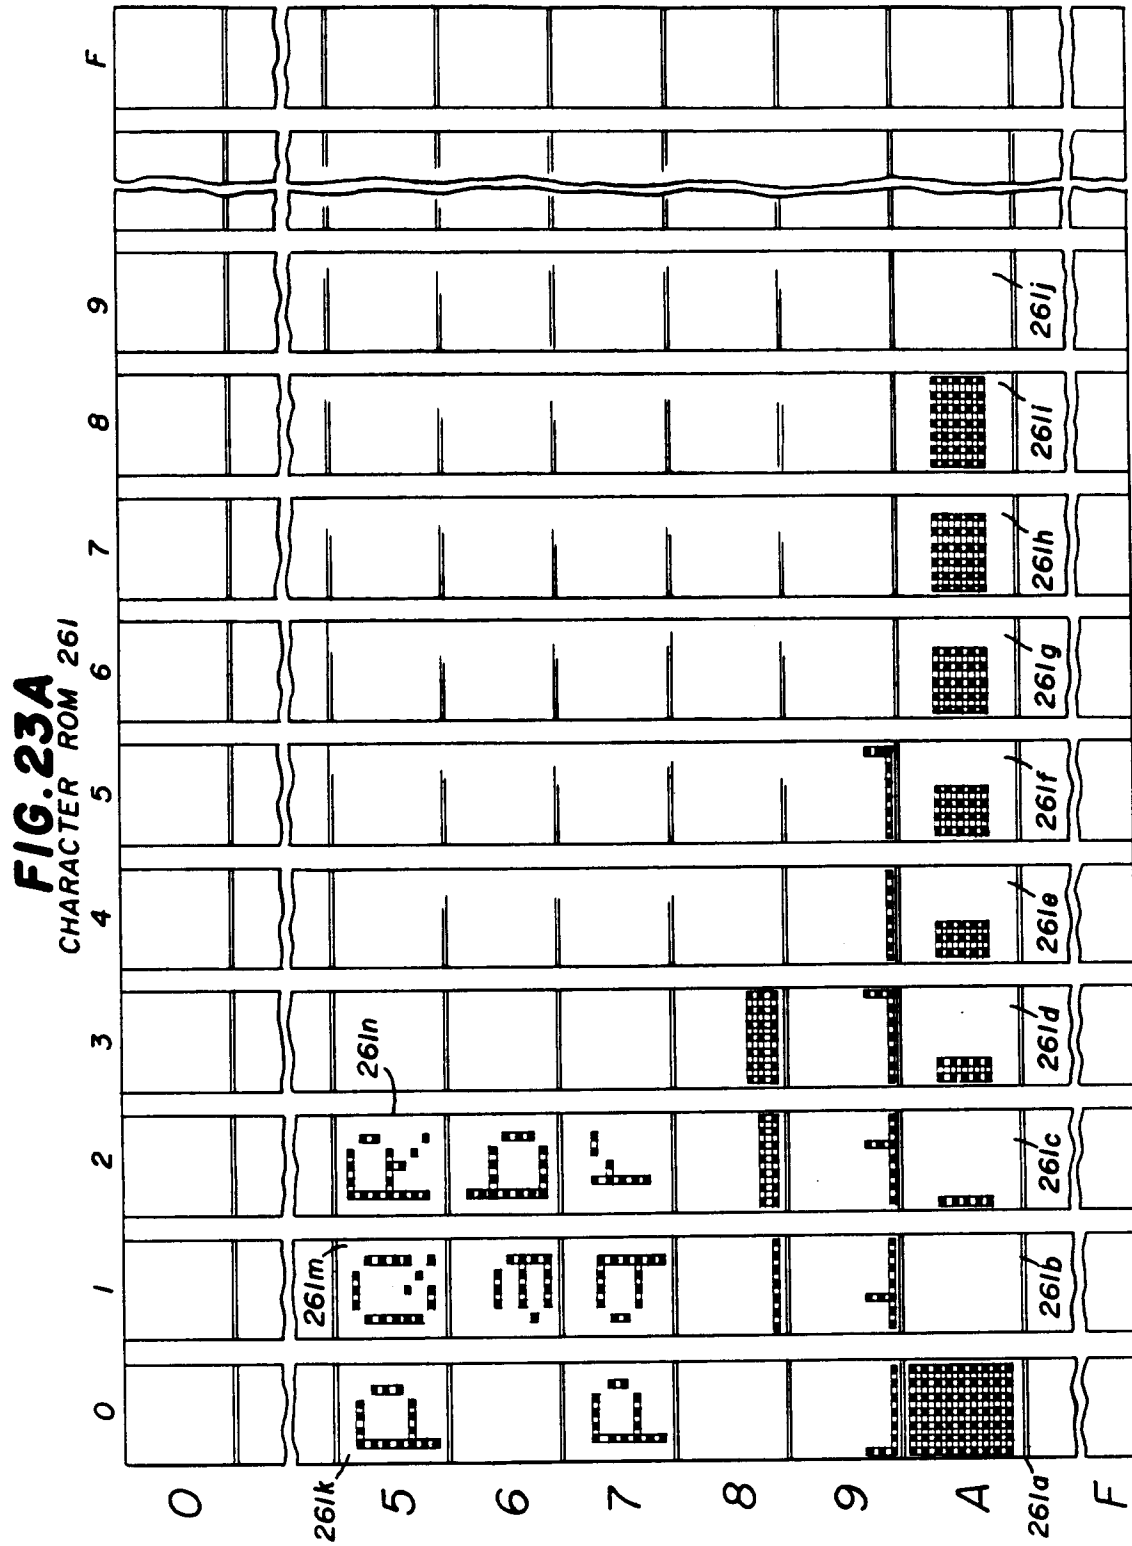 FIG. 23A
CHARACTER ROM 261
0 1 2 3 4 5 6 7 8 9 F
0
261k 261m 261n
5 P Q R
6 a b
7 p q r
8
9
A
261a 261b 261c 261d 261e 261f 261g 261h 261i 261j
F